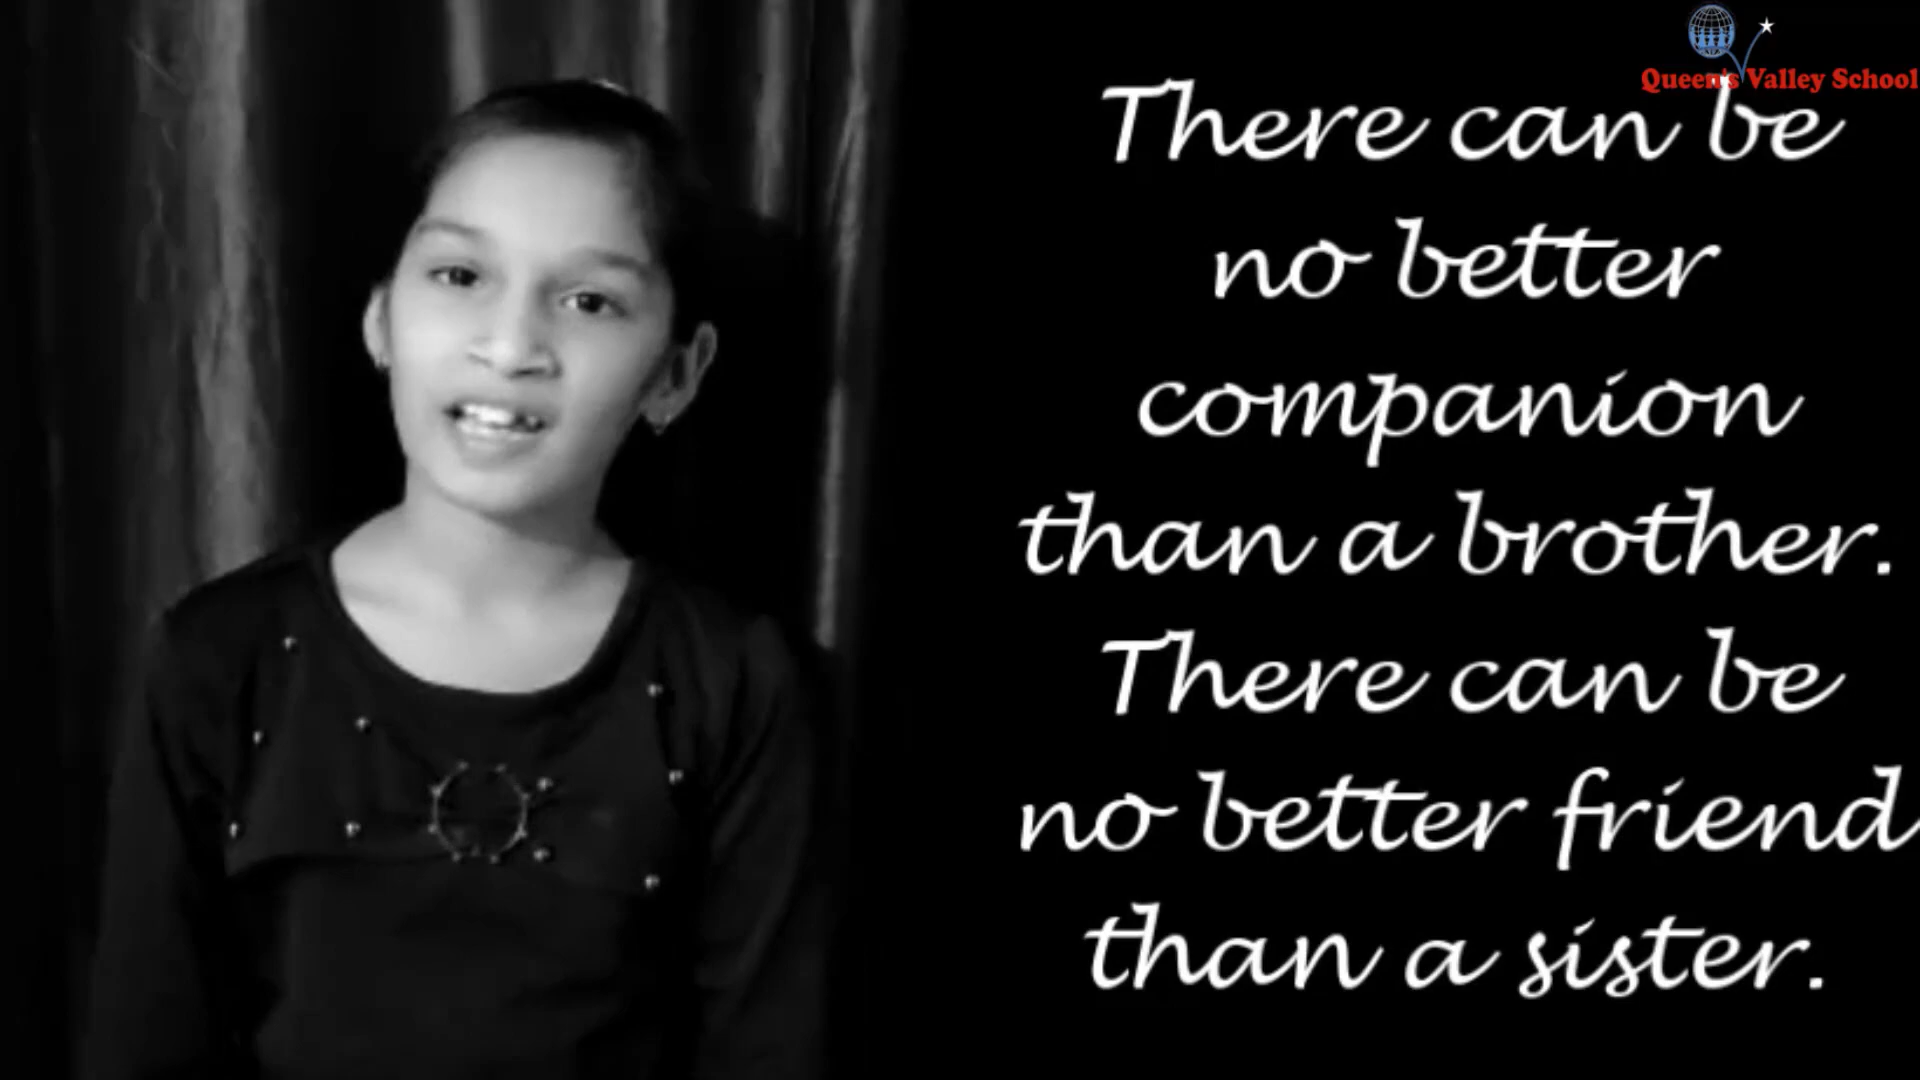 Queen's Valley School
There can be
no better
companion
than a brother.
There can be
no better friend
than a sister.